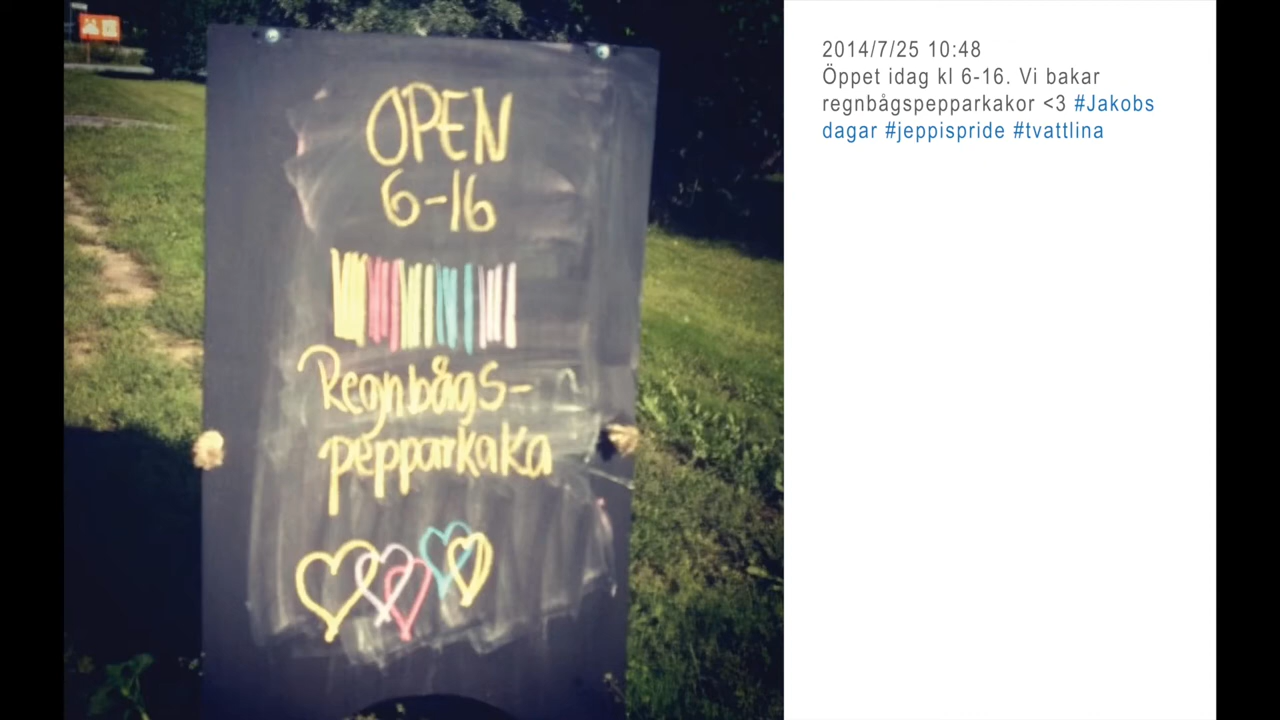 OPEN
6-16
Regnbågs-
pepparkaka
2014/7/25 10:48
Öppet idag kl 6-16. Vi bakar
regnbågspepparkakor <3 #Jakobs
dagar #jeppispride #tvattlina